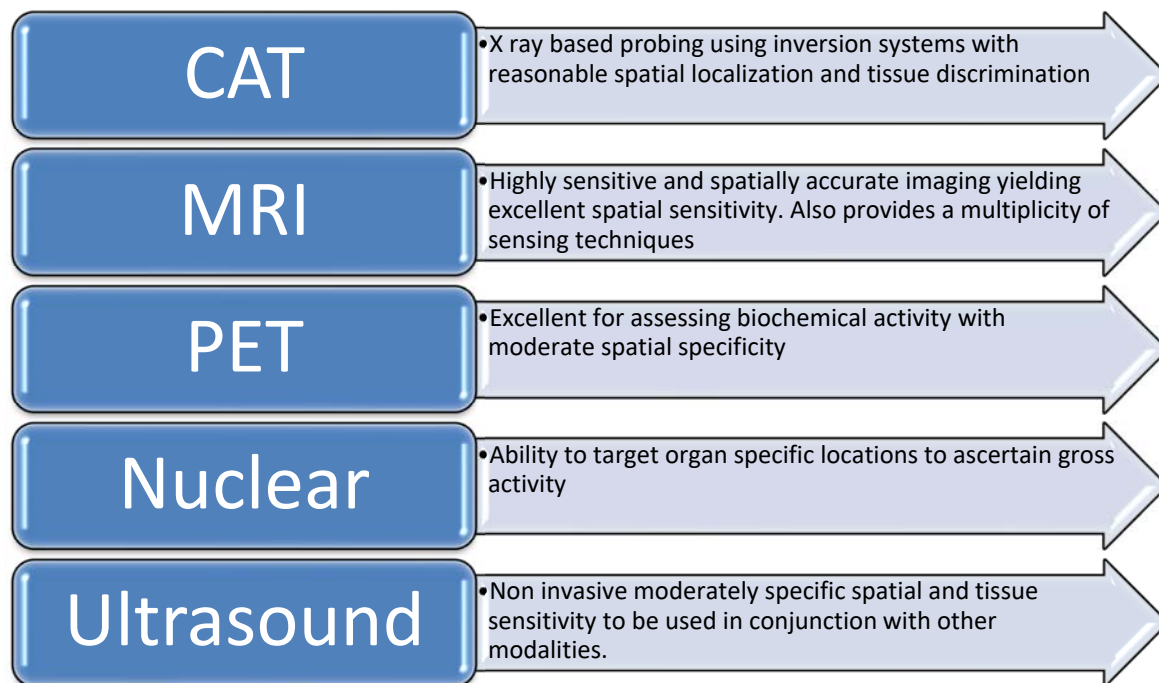 CAT
•X ray based probing using inversion systems with
reasonable spatial localization and tissue discrimination
MRI
•Highly sensitive and spatially accurate imaging yielding
excellent spatial sensitivity. Also provides a multiplicity of
sensing techniques
PET
•Excellent for assessing biochemical activity with
moderate spatial specificity
Nuclear
•Ability to target organ specific locations to ascertain gross
activity
Ultrasound
•Non invasive moderately specific spatial and tissue
sensitivity to be used in conjunction with other
modalities.